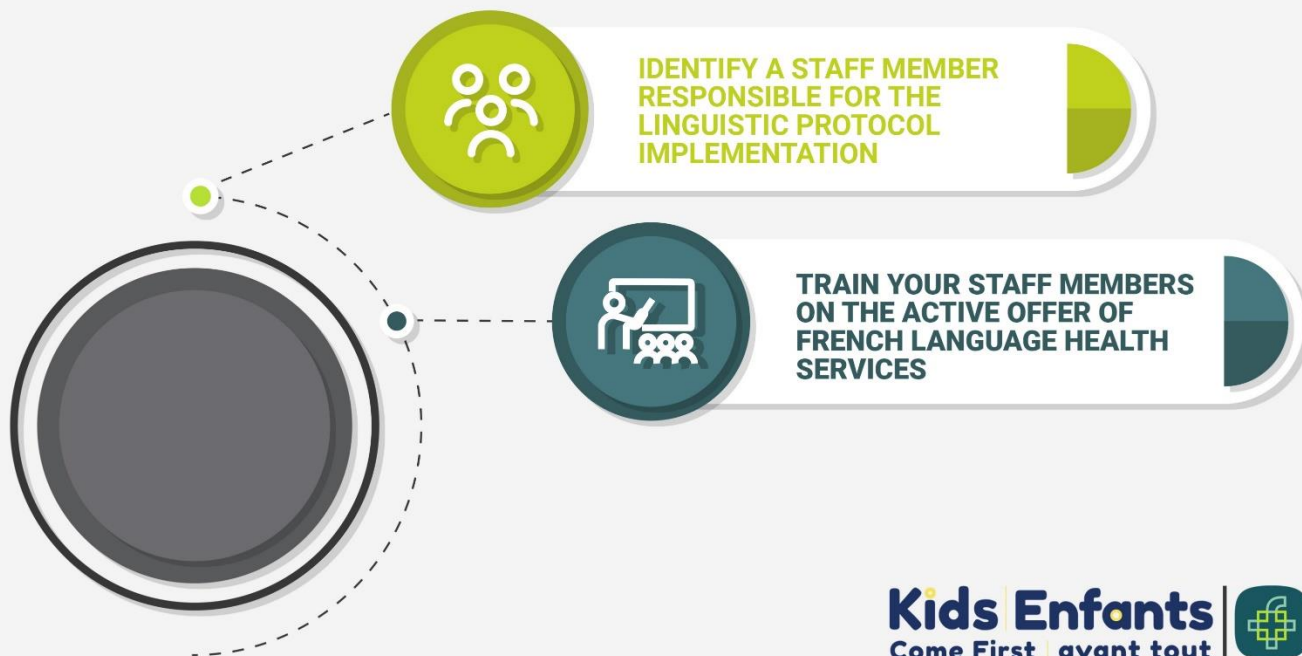 IDENTIFY A STAFF MEMBER
RESPONSIBLE FOR THE
LINGUISTIC PROTOCOL
IMPLEMENTATION
TRAIN YOUR STAFF MEMBERS
ON THE ACTIVE OFFER OF
FRENCH LANGUAGE HEALTH
SERVICES
Kids Enfants
Come First avant tout